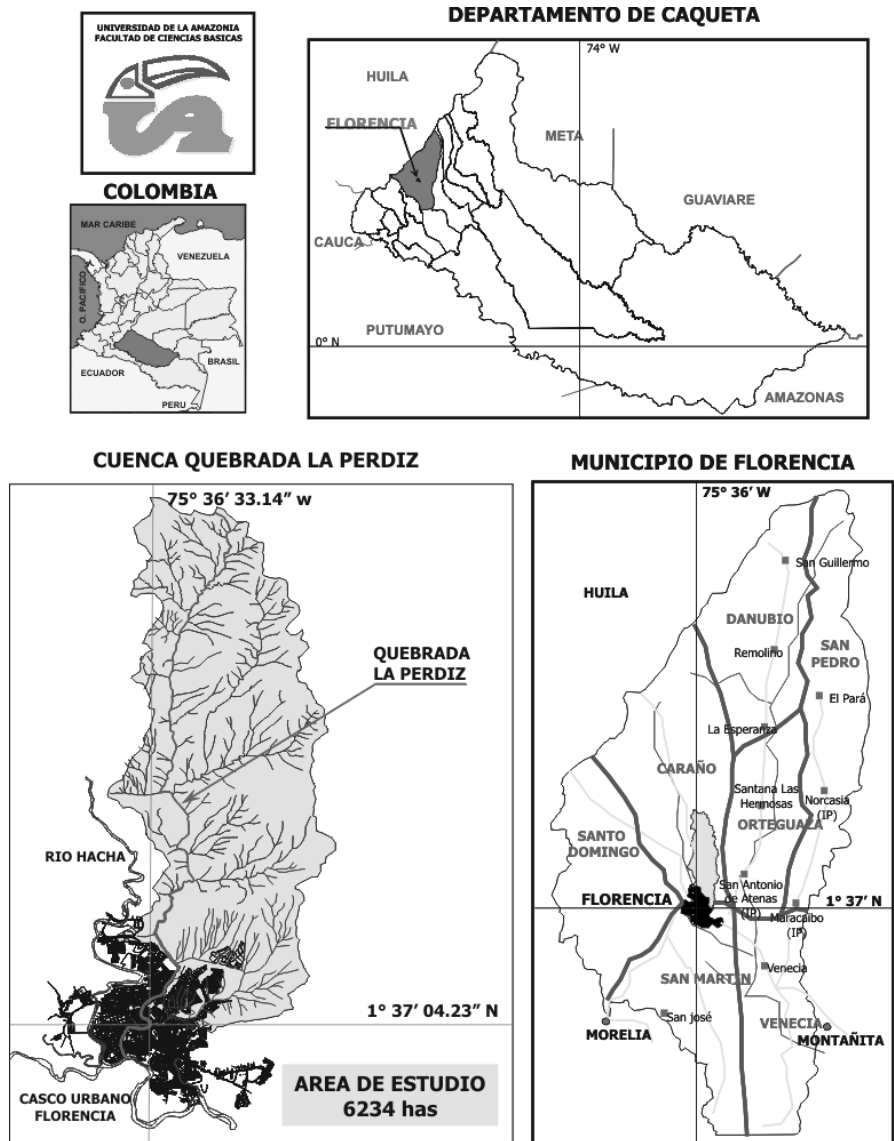 UNIVERSIDAD DE LA AMAZONIA
FACULTAD DE CIENCIAS BASICAS
DEPARTAMENTO DE CAQUETA
74° W
HUILA
FLORENCIA
META
GUAVIARE
CAUCA
PUTUMAYO
0° N
AMAZONAS
COLOMBIA
MAR CARIBE
VENEZUELA
O. PACIFICO
BRASIL
ECUADOR
PERU
CUENCA QUEBRADA LA PERDIZ
75° 36' 33.14" w
QUEBRADA
LA PERDIZ
RIO HACHA
1° 37' 04.23" N
CASCO URBANO
FLORENCIA
AREA DE ESTUDIO
6234 has
MUNICIPIO DE FLORENCIA
75° 36' W
San Guillermo
HUILA
DANUBIO
Remolino
SAN
PEDRO
El Pará
La Esperanza
CARAÑO
Santana Las
Hermosas
Norcasia
(IP)
ORTEGUAZA
SANTO
DOMINGO
San Antonio
de Atenas
(IP)
FLORENCIA
1° 37' N
Maracaibo
(IP)
Venecia
SAN MARTIN
San josé
VENECIA
MORELIA
MONTAÑITA